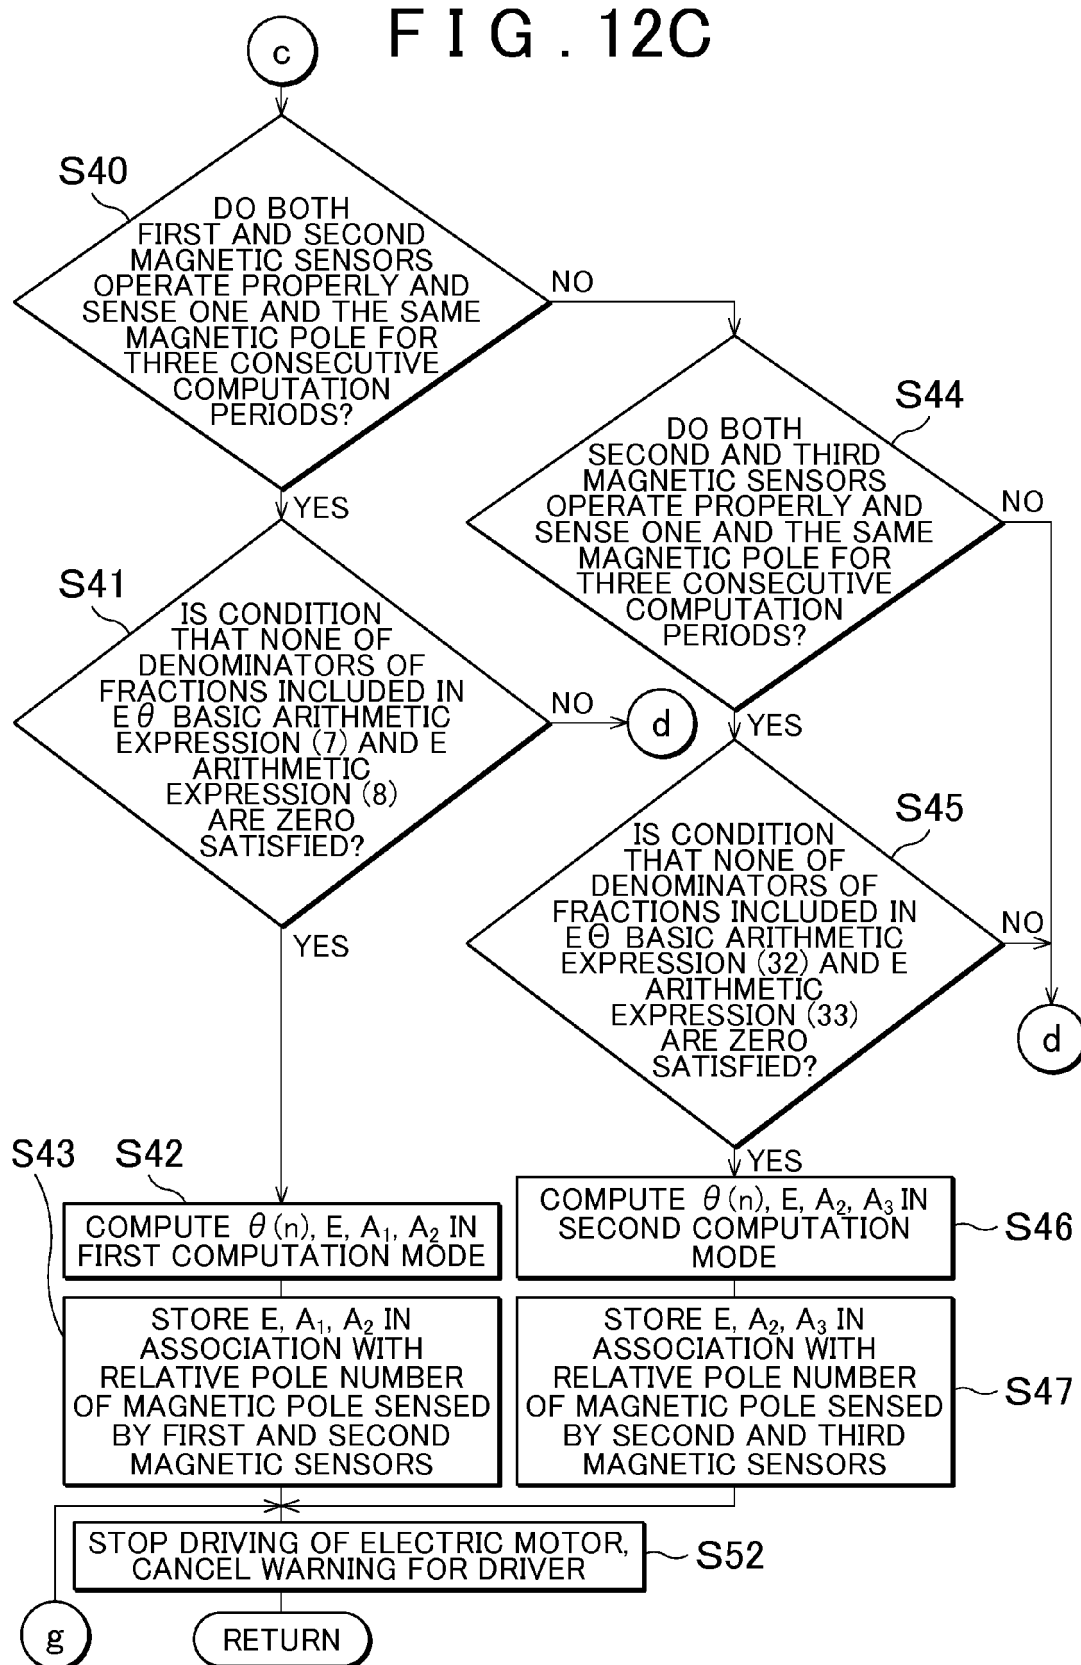 FIG. 12C
c
S40
DO BOTH
FIRST AND SECOND
MAGNETIC SENSORS
OPERATE PROPERLY AND
SENSE ONE AND THE SAME
MAGNETIC POLE FOR
THREE CONSECUTIVE
COMPUTATION
PERIODS?
NO
YES
S44
DO BOTH
SECOND AND THIRD
MAGNETIC SENSORS
OPERATE PROPERLY AND
SENSE ONE AND THE SAME
MAGNETIC POLE FOR
THREE CONSECUTIVE
COMPUTATION
PERIODS?
NO
YES
S41
IS CONDITION
THAT NONE OF
DENOMINATORS OF
FRACTIONS INCLUDED IN
Eθ BASIC ARITHMETIC
EXPRESSION (7) AND E
ARITHMETIC
EXPRESSION (8)
ARE ZERO
SATISFIED?
NO
d
YES
S45
IS CONDITION
THAT NONE OF
DENOMINATORS OF
FRACTIONS INCLUDED IN
EΘ BASIC ARITHMETIC
EXPRESSION (32) AND E
ARITHMETIC
EXPRESSION (33)
ARE ZERO
SATISFIED?
NO
d
YES
S43
S42
COMPUTE θ(n), E, A₁, A₂ IN
FIRST COMPUTATION MODE
COMPUTE θ(n), E, A₂, A₃ IN
SECOND COMPUTATION
MODE
S46
STORE E, A₁, A₂ IN
ASSOCIATION WITH
RELATIVE POLE NUMBER
OF MAGNETIC POLE SENSED
BY FIRST AND SECOND
MAGNETIC SENSORS
STORE E, A₂, A₃ IN
ASSOCIATION WITH
RELATIVE POLE NUMBER
OF MAGNETIC POLE SENSED
BY SECOND AND THIRD
MAGNETIC SENSORS
S47
STOP DRIVING OF ELECTRIC MOTOR,
CANCEL WARNING FOR DRIVER
S52
g
RETURN